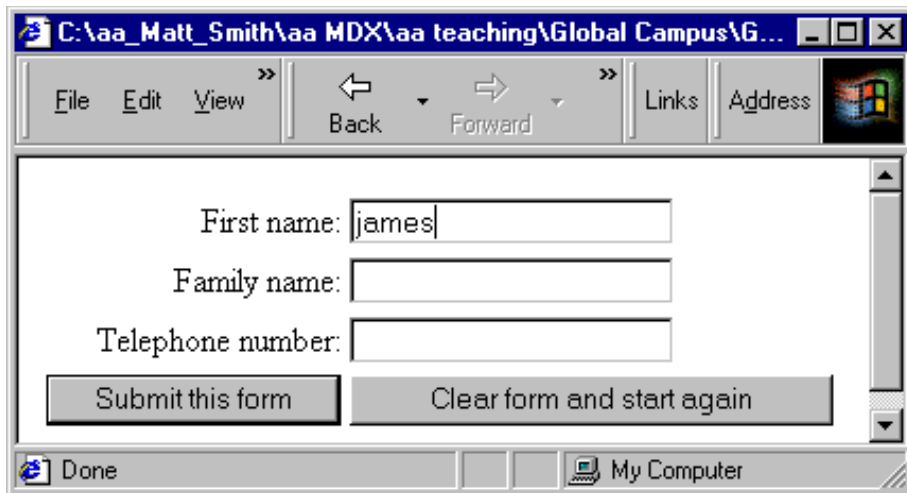 C:\aa_Matt_Smith\aa MDX\aa teaching\Global Campus\G...
File Edit View » Back Forward » Links Address
First name: james
Family name:
Telephone number:
Submit this form Clear form and start again
Done My Computer